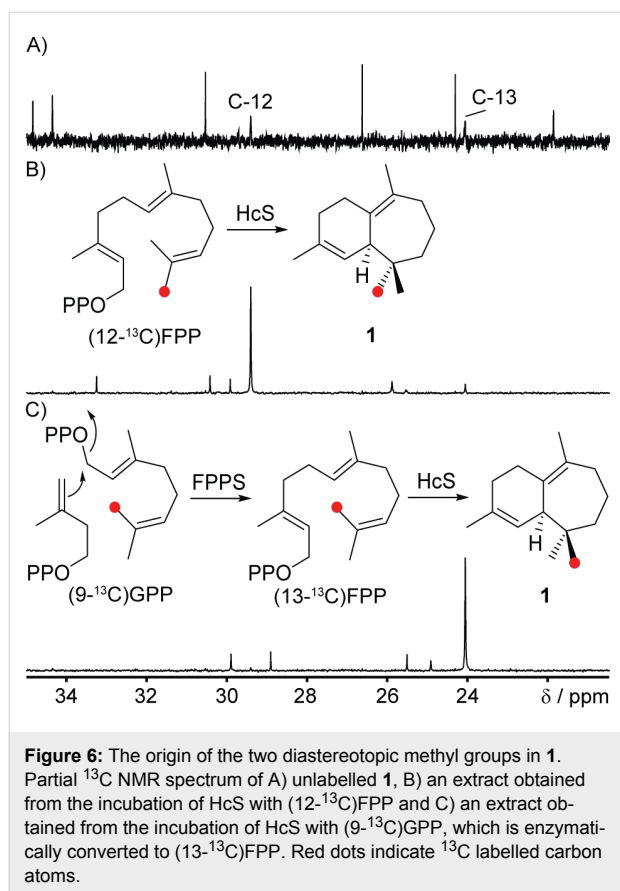 A)
C-12
C-13
B)
HcS
PPO
H
(12-¹³C)FPP
1
C)
PPO
FPPS
HcS
PPO
PPO
H
(9-¹³C)GPP
(13-¹³C)FPP
1
34 32 30 28 26 24 δ / ppm
Figure 6: The origin of the two diastereotopic methyl groups in 1.
Partial ¹³C NMR spectrum of A) unlabelled 1, B) an extract obtained
from the incubation of HcS with (12-¹³C)FPP and C) an extract ob-
tained from the incubation of HcS with (9-¹³C)GPP, which is enzymati-
cally converted to (13-¹³C)FPP. Red dots indicate ¹³C labelled carbon
atoms.